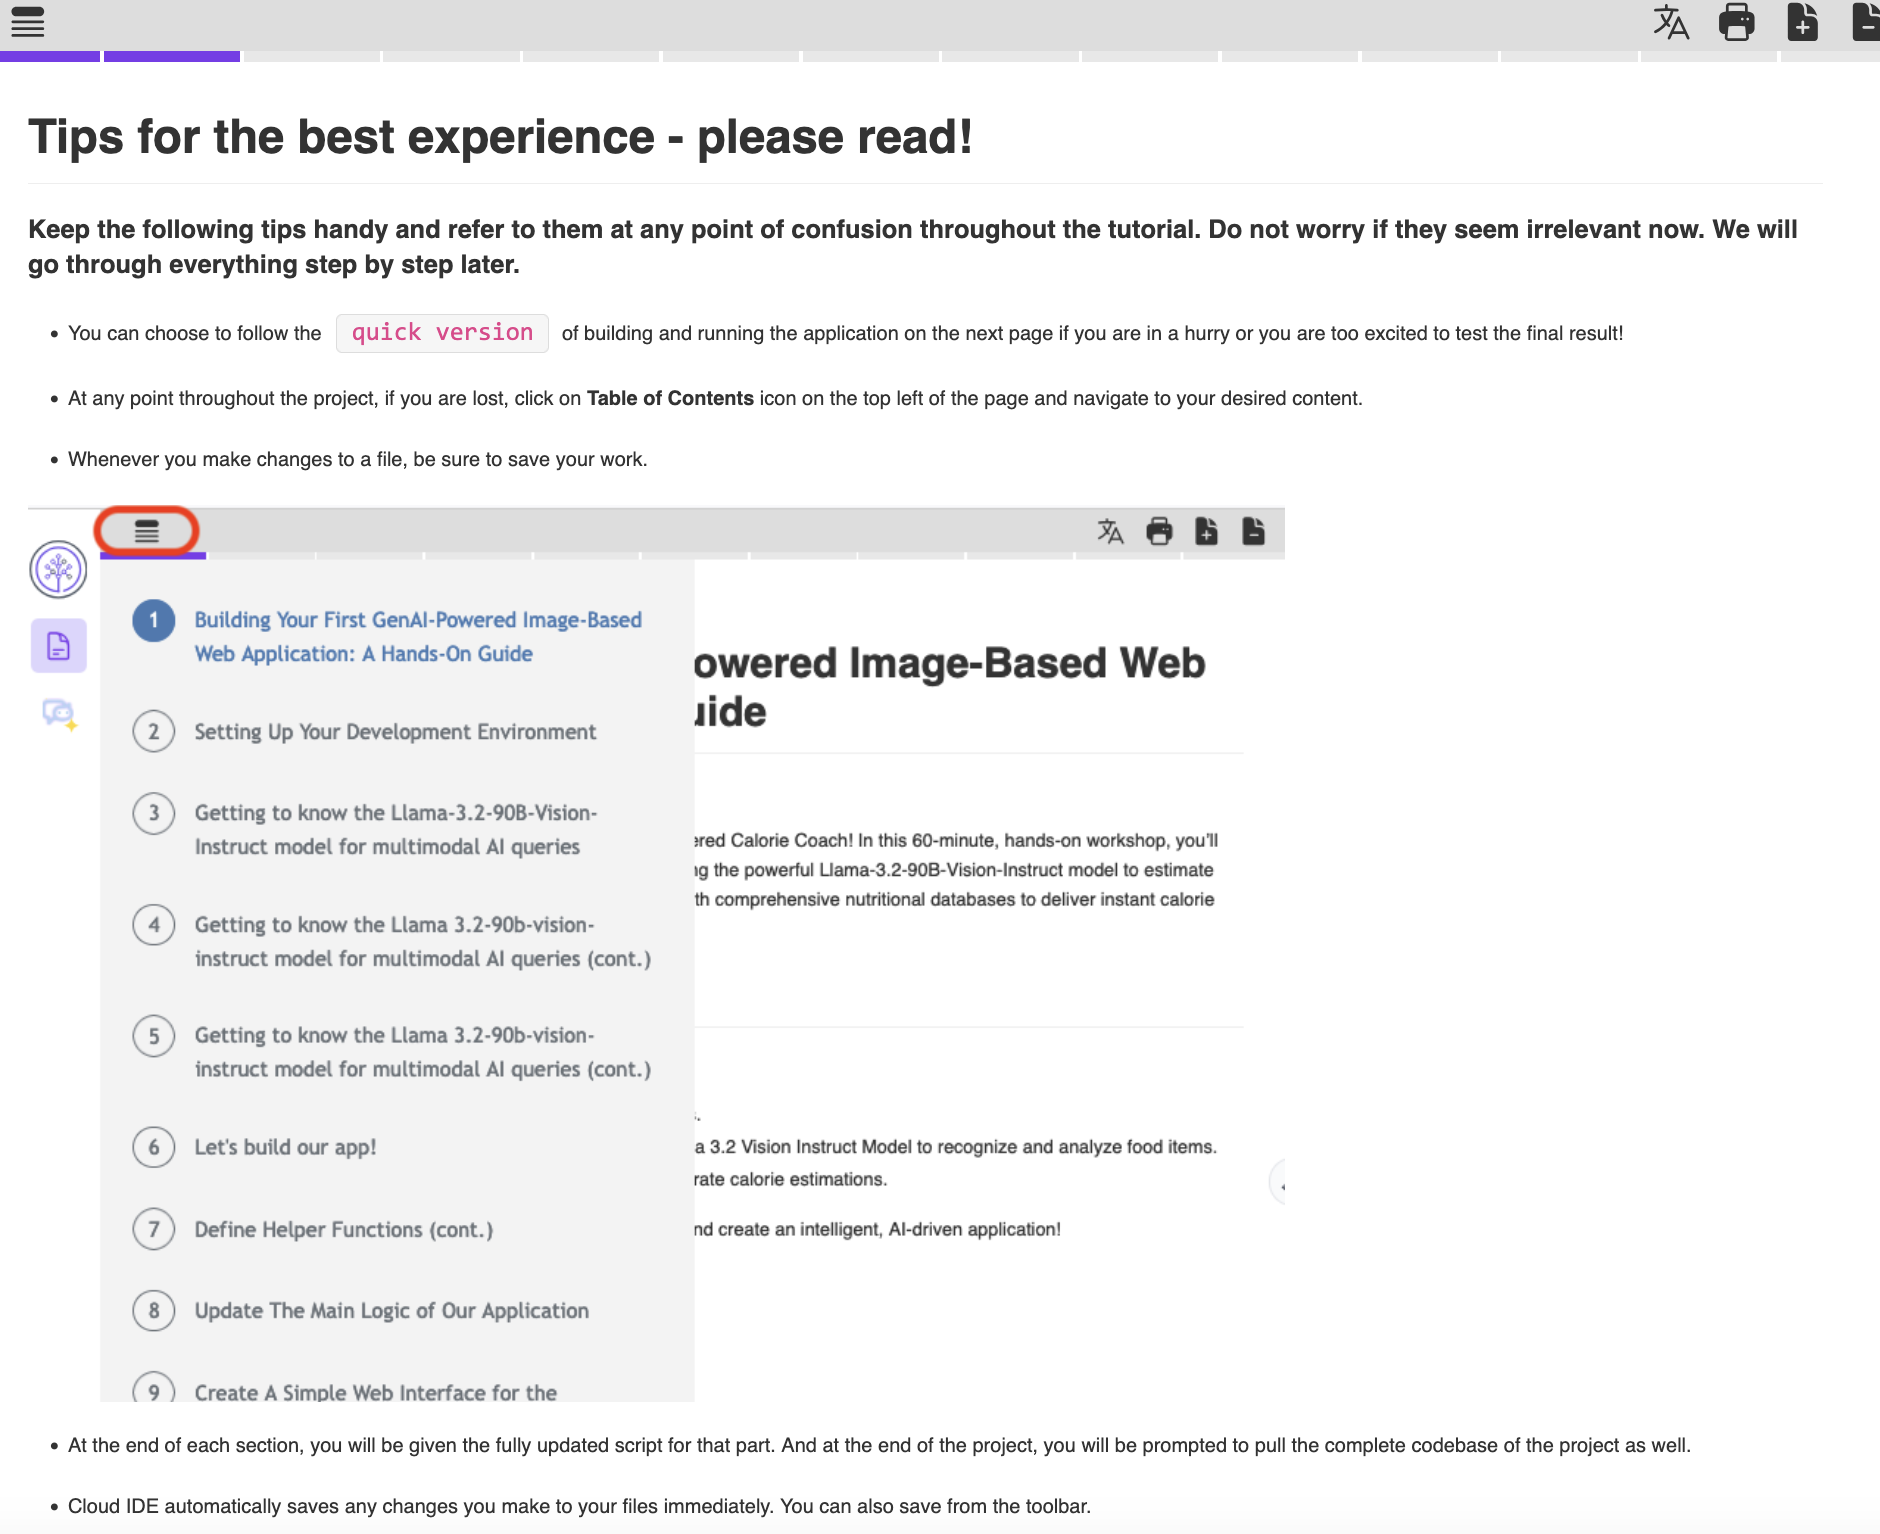 Tips for the best experience - please read!
Keep the following tips handy and refer to them at any point of confusion throughout the tutorial. Do not worry if they seem irrelevant now. We will
go through everything step by step later.
You can choose to follow the quick version of building and running the application on the next page if you are in a hurry or you are too excited to test the final result!
At any point throughout the project, if you are lost, click on Table of Contents icon on the top left of the page and navigate to your desired content.
Whenever you make changes to a file, be sure to save your work.
1 Building Your First GenAI-Powered Image-Based
Web Application: A Hands-On Guide
2 Setting Up Your Development Environment
3 Getting to know the Llama-3.2-90B-Vision-
Instruct model for multimodal AI queries
4 Getting to know the Llama 3.2-90b-vision-
instruct model for multimodal AI queries (cont.)
5 Getting to know the Llama 3.2-90b-vision-
instruct model for multimodal AI queries (cont.)
6 Let's build our app!
7 Define Helper Functions (cont.)
8 Update The Main Logic of Our Application
9 Create A Simple Web Interface for the
owered Image-Based Web
uide
ered Calorie Coach! In this 60-minute, hands-on workshop, you'll
ng the powerful Llama-3.2-90B-Vision-Instruct model to estimate
th comprehensive nutritional databases to deliver instant calorie
a 3.2 Vision Instruct Model to recognize and analyze food items.
rate calorie estimations.
nd create an intelligent, AI-driven application!
At the end of each section, you will be given the fully updated script for that part. And at the end of the project, you will be prompted to pull the complete codebase of the project as well.
Cloud IDE automatically saves any changes you make to your files immediately. You can also save from the toolbar.